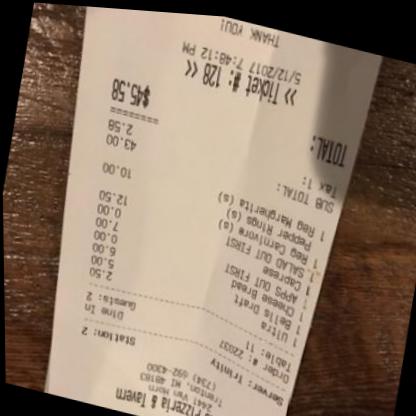 Pizzeria & Tavern
2441 Van Horn
Trenton, MI 48183
(734) 692-4300
Server: Trinity Station: 2
Order #: 22037 Dine In
Table: 11 Guests: 2
1 Ultra 2.50
1 Bells Draft 5.00
1 Cheese Bread 6.00
APPS OUT FIRST 0.00
1 Caprese 7.00
SALAD OUT FIRST 0.00
1 Reg Carnivore (s) 12.50
Pepper Rings (s)
1 Reg Margherita (s) 10.00
SUB TOTAL: 43.00
Tax 1: 2.58
TOTAL: $45.58
>> Ticket #: 128 <<
5/12/2017 7:48:12 PM
THANK YOU!